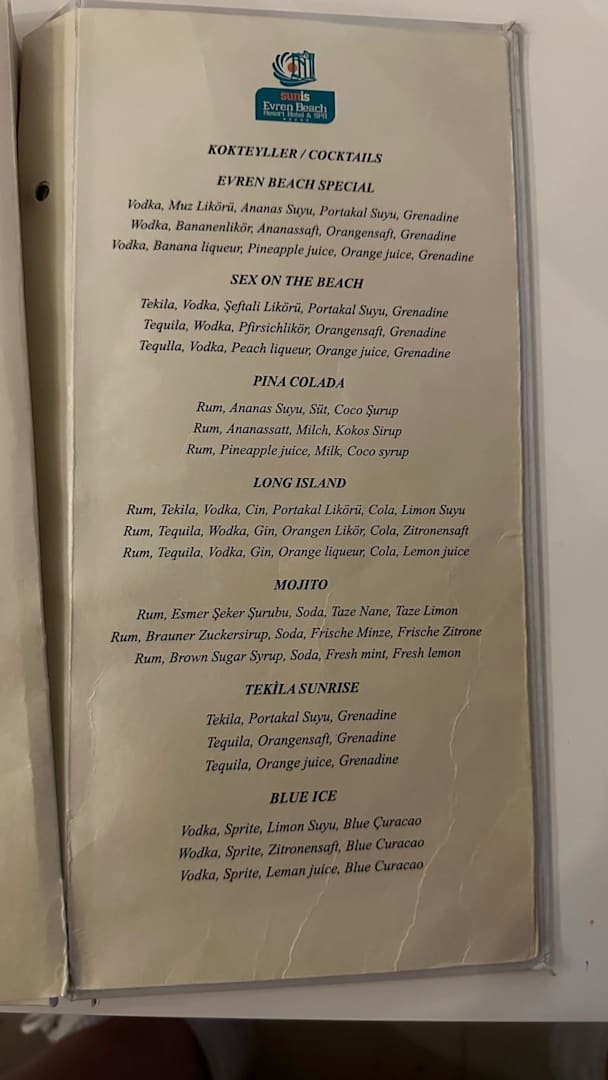 sunis
Evren Beach
Resort Hotel & SPA
KOKTEYLLER / COCKTAILS
EVREN BEACH SPECIAL
Vodka, Muz Likörü, Ananas Suyu, Portakal Suyu, Grenadine
Wodka, Bananenlikör, Ananassaft, Orangensaft, Grenadine
Vodka, Banana liqueur, Pineapple juice, Orange juice, Grenadine
SEX ON THE BEACH
Tekila, Vodka, Şeftali Likörü, Portakal Suyu, Grenadine
Tequila, Wodka, Pfirsichlikör, Orangensaft, Grenadine
Tequlla, Vodka, Peach liqueur, Orange juice, Grenadine
PINA COLADA
Rum, Ananas Suyu, Süt, Coco Şurup
Rum, Ananassatt, Milch, Kokos Sirup
Rum, Pineapple juice, Milk, Coco syrup
LONG ISLAND
Rum, Tekila, Vodka, Cin, Portakal Likörü, Cola, Limon Suyu
Rum, Tequila, Wodka, Gin, Orangen Likör, Cola, Zitronensaft
Rum, Tequila, Vodka, Gin, Orange liqueur, Cola, Lemon juice
MOJITO
Rum, Esmer Şeker Şurubu, Soda, Taze Nane, Taze Limon
Rum, Brauner Zuckersirup, Soda, Frische Minze, Frische Zitrone
Rum, Brown Sugar Syrup, Soda, Fresh mint, Fresh lemon
TEKİLA SUNRISE
Tekila, Portakal Suyu, Grenadine
Tequila, Orangensaft, Grenadine
Tequila, Orange juice, Grenadine
BLUE ICE
Vodka, Sprite, Limon Suyu, Blue Çuracao
Wodka, Sprite, Zitronensaft, Blue Curacao
Vodka, Sprite, Leman juice, Blue Curacao